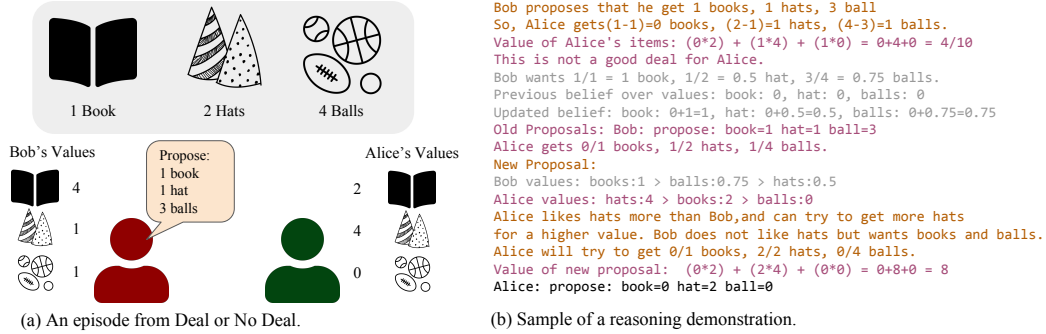 1 Book
2 Hats
4 Balls
Bob's Values
Alice's Values
4
1
1
Propose:
1 book
1 hat
3 balls
2
4
0
(a) An episode from Deal or No Deal.
Bob proposes that he get 1 books, 1 hats, 3 ball
So, Alice gets(1-1)=0 books, (2-1)=1 hats, (4-3)=1 balls.
Value of Alice's items: (0*2) + (1*4) + (1*0) = 0+4+0 = 4/10
This is not a good deal for Alice.
Bob wants 1/1 = 1 book, 1/2 = 0.5 hat, 3/4 = 0.75 balls.
Previous belief over values: book: 0, hat: 0, balls: 0
Updated belief: book: 0+1=1, hat: 0+0.5=0.5, balls: 0+0.75=0.75
Old Proposals: Bob: propose: book=1 hat=1 ball=3
Alice gets 0/1 books, 1/2 hats, 1/4 balls.
New Proposal:
Bob values: books:1 > balls:0.75 > hats:0.5
Alice values: hats:4 > books:2 > balls:0
Alice likes hats more than Bob,and can try to get more hats
for a higher value. Bob does not like hats but wants books and balls.
Alice will try to get 0/1 books, 2/2 hats, 0/4 balls.
Value of new proposal:  (0*2) + (2*4) + (0*0) = 0+8+0 = 8
Alice: propose: book=0 hat=2 ball=0
(b) Sample of a reasoning demonstration.